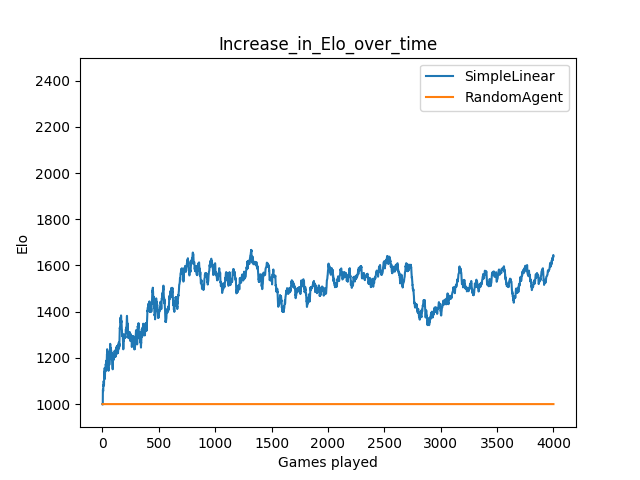 Increase_in_Elo_over_time
SimpleLinear
RandomAgent
Elo
2400
2200
2000
1800
1600
1400
1200
1000
0 500 1000 1500 2000 2500 3000 3500 4000
Games played